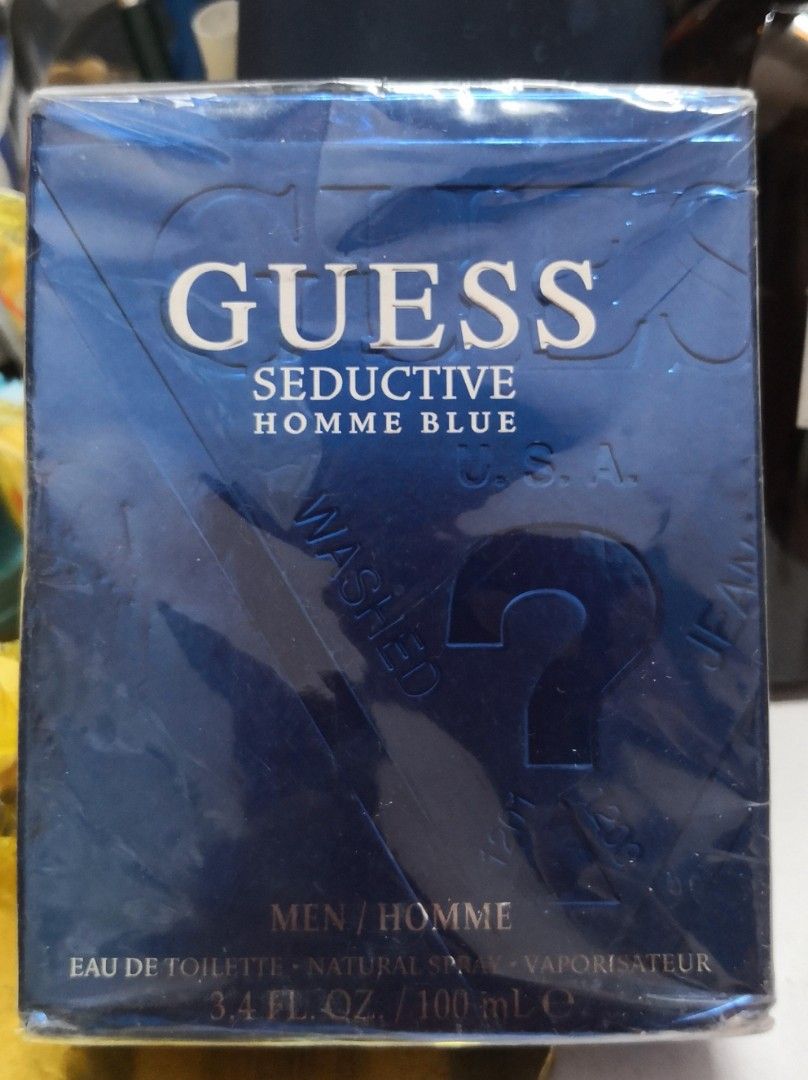 GUESS
SEDUCTIVE
HOMME BLUE
U. S. A.
WASHED
?
MEN / HOMME
EAU DE TOILETTE • NATURAL SPRAY • VAPORISATEUR
3.4 FL. OZ. / 100 mL ℮